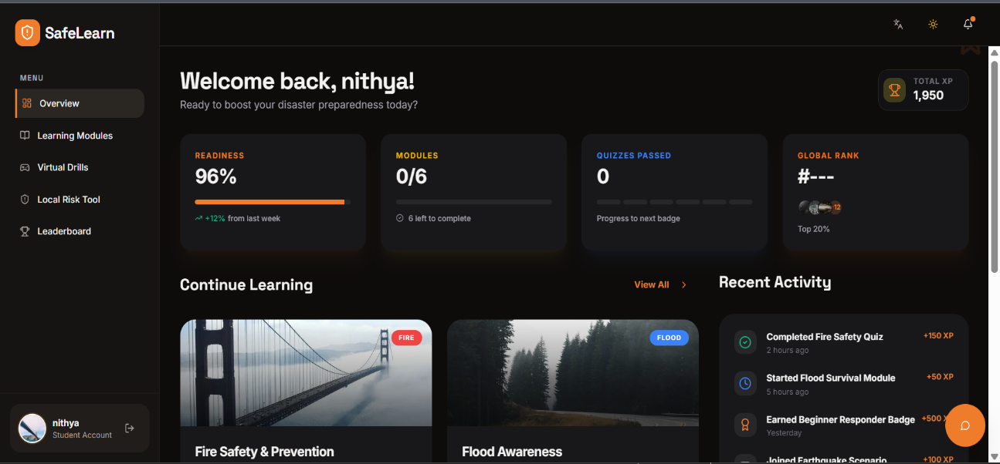 SafeLearn
MENU
Overview
Learning Modules
Virtual Drills
Local Risk Tool
Leaderboard
nithya
Student Account
Welcome back, nithya!
Ready to boost your disaster preparedness today?
TOTAL XP
1,950
READINESS
96%
+12% from last week
MODULES
0/6
6 left to complete
QUIZZES PASSED
0
Progress to next badge
GLOBAL RANK
#---
12
Top 20%
Continue Learning
View All
FIRE
Fire Safety & Prevention
FLOOD
Flood Awareness
Recent Activity
Completed Fire Safety Quiz
+150 XP
2 hours ago
Started Flood Survival Module
+50 XP
5 hours ago
Earned Beginner Responder Badge
+500 X
Yesterday
Joined Earthquake Scenario
+100 XP